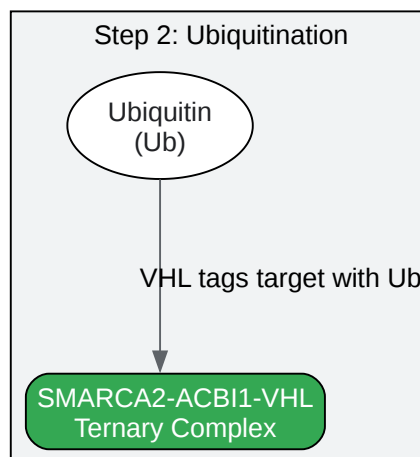 Step 2: Ubiquitination
Ubiquitin
(Ub)
VHL tags target with Ub
SMARCA2-ACBI1-VHL
Ternary Complex